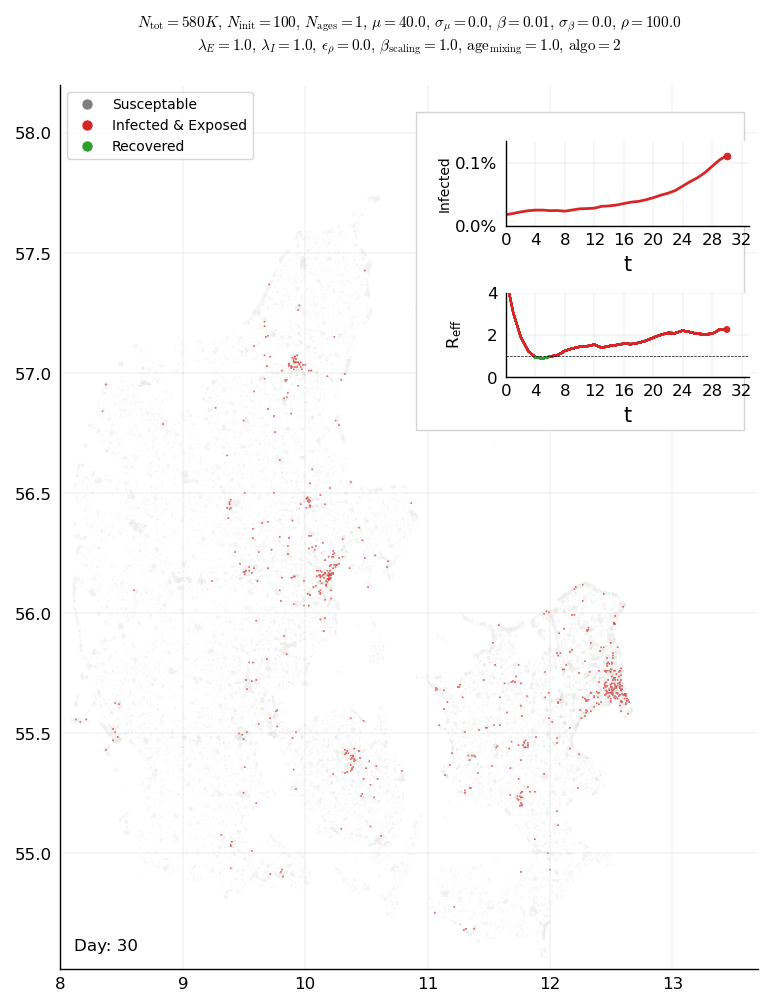 N_tot = 580K, N_init = 100, N_ages = 1, μ = 40.0, σ_μ = 0.0, β = 0.01, σ_β = 0.0, ρ = 100.0
λ_E = 1.0, λ_I = 1.0, ϵ_ρ = 0.0, β_scaling = 1.0, age_mixing = 1.0, algo = 2
Susceptable
Infected & Exposed
Recovered
58.0
57.5
57.0
56.5
56.0
55.5
55.0
Infected
0.1%
0.0%
0 4 8 12 16 20 24 28 32
t
R_eff
4
2
0
0 4 8 12 16 20 24 28 32
t
Day: 30
8 9 10 11 12 13